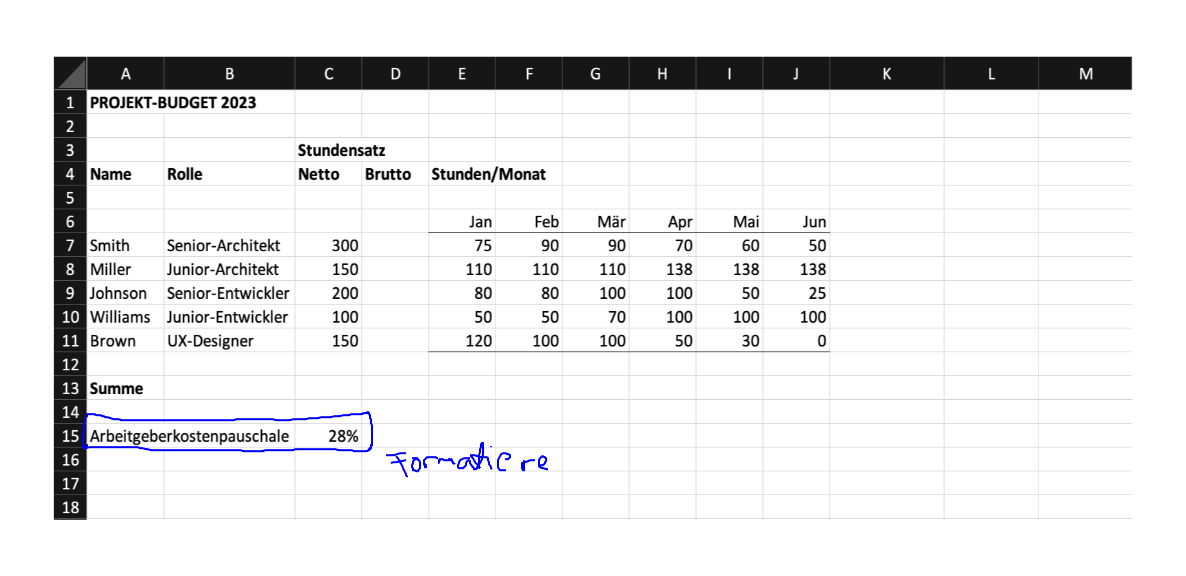 A B C D E F G H I J K L M
1 PROJEKT-BUDGET 2023
2
3 Stundensatz
4 Name Rolle Netto Brutto Stunden/Monat
5
6 Jan Feb Mär Apr Mai Jun
7 Smith Senior-Architekt 300 75 90 90 70 60 50
8 Miller Junior-Architekt 150 110 110 110 138 138 138
9 Johnson Senior-Entwickler 200 80 80 100 100 50 25
10 Williams Junior-Entwickler 100 50 50 70 100 100 100
11 Brown UX-Designer 150 120 100 100 50 30 0
12
13 Summe
14
15 Arbeitgeberkostenpauschale 28%
16 Formatiere
17
18